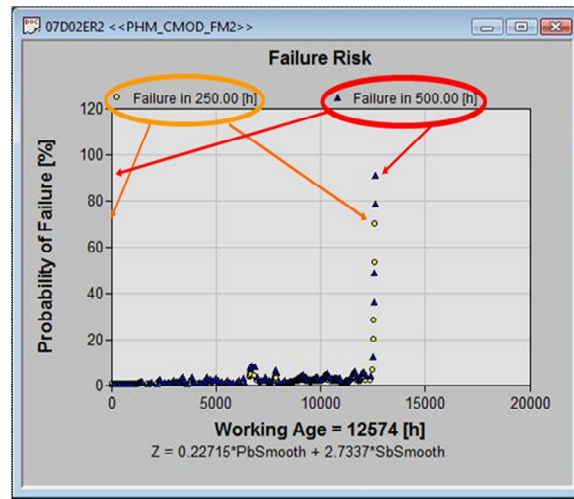 07D02ER2 <<PHM_CMOD_FM2>>
Failure Risk
Failure in 250.00 [h]
Failure in 500.00 [h]
Probability of Failure [%]
120
100
80
60
40
20
0
0 5000 10000 15000 20000
Working Age = 12574 [h]
Z = 0.22715*PbSmooth + 2.7337*SbSmooth